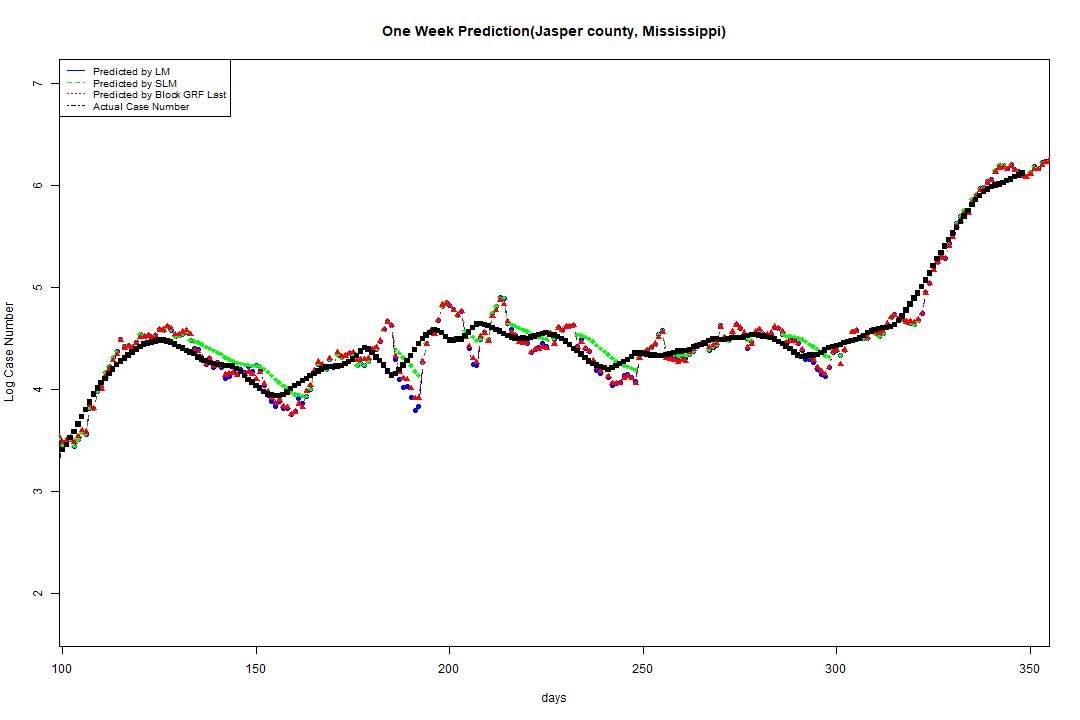 One Week Prediction(Jasper county, Mississippi)
Predicted by LM
Predicted by SLM
Predicted by Block GRF Last
Actual Case Number
7
6
5
4
3
2
Log Case Number
100 150 200 250 300 350
days